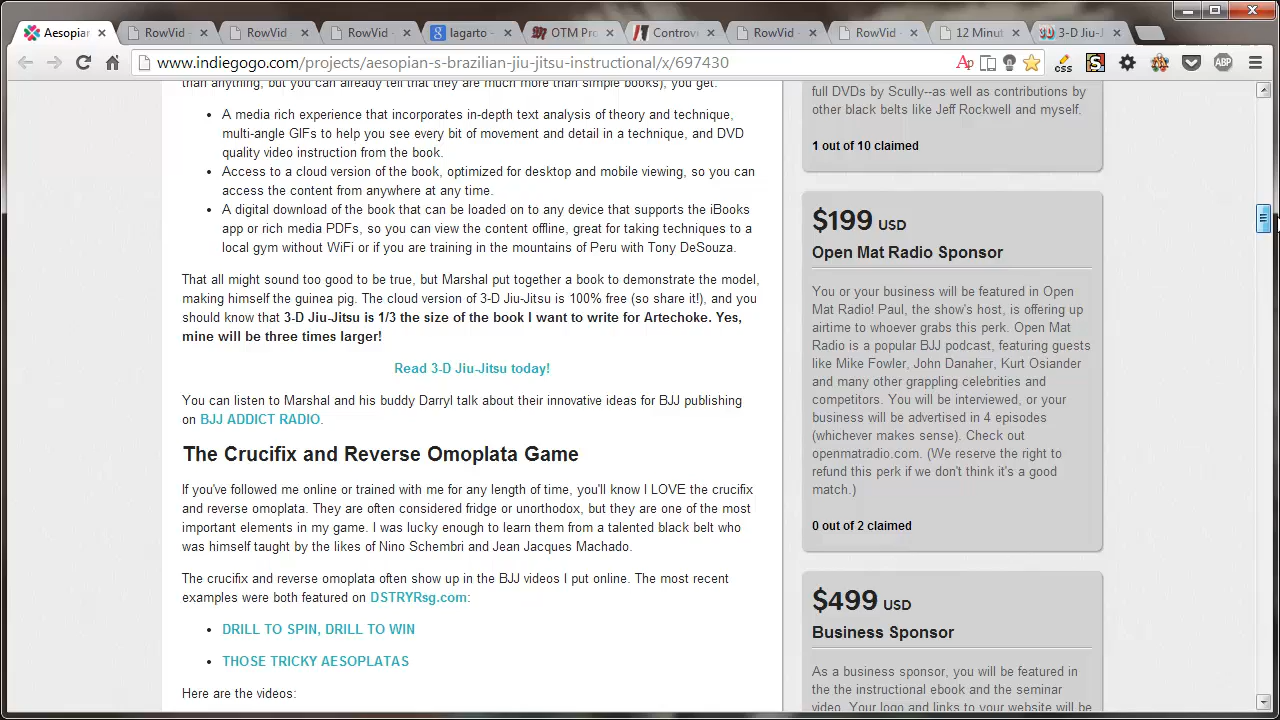 Aesopian
RowVid -
RowVid
RowVid -
lagarto -
OTM Pro
Controvi
RowVid -
RowVid -
12 Minut
3-D Jiu-J
www.indiegogo.com/projects/aesopian-s-brazilian-jiu-jitsu-instructional/x/697430
css
ABP
than anything, but you can already tell that they are much more than simple books), you get:
• A media rich experience that incorporates in-depth text analysis of theory and technique,
multi-angle GIFs to help you see every bit of movement and detail in a technique, and DVD
quality video instruction from the book.
• Access to a cloud version of the book, optimized for desktop and mobile viewing, so you can
access the content from anywhere at any time.
• A digital download of the book that can be loaded on to any device that supports the iBooks
app or rich media PDFs, so you can view the content offline, great for taking techniques to a
local gym without WiFi or if you are training in the mountains of Peru with Tony DeSouza.
That all might sound too good to be true, but Marshal put together a book to demonstrate the model,
making himself the guinea pig. The cloud version of 3-D Jiu-Jitsu is 100% free (so share it!), and you
should know that 3-D Jiu-Jitsu is 1/3 the size of the book I want to write for Artechoke. Yes,
mine will be three times larger!
Read 3-D Jiu-Jitsu today!
You can listen to Marshal and his buddy Darryl talk about their innovative ideas for BJJ publishing
on BJJ ADDICT RADIO.
The Crucifix and Reverse Omoplata Game
If you've followed me online or trained with me for any length of time, you'll know I LOVE the crucifix
and reverse omoplata. They are often considered fridge or unorthodox, but they are one of the most
important elements in my game. I was lucky enough to learn them from a talented black belt who
was himself taught by the likes of Nino Schembri and Jean Jacques Machado.
The crucifix and reverse omoplata often show up in the BJJ videos I put online. The most recent
examples were both featured on DSTRYRsg.com:
• DRILL TO SPIN, DRILL TO WIN
• THOSE TRICKY AESOPLATAS
Here are the videos:
full DVDs by Scully--as well as contributions by
other black belts like Jeff Rockwell and myself.
1 out of 10 claimed
$199 USD
Open Mat Radio Sponsor
You or your business will be featured in Open
Mat Radio! Paul, the show's host, is offering up
airtime to whoever grabs this perk. Open Mat
Radio is a popular BJJ podcast, featuring guests
like Mike Fowler, John Danaher, Kurt Osiander
and many other grappling celebrities and
competitors. You will be interviewed, or your
business will be advertised in 4 episodes
(whichever makes sense). Check out
openmatradio.com. (We reserve the right to
refund this perk if we don't think it's a good
match.)
0 out of 2 claimed
$499 USD
Business Sponsor
As a business sponsor, you will be featured in
the the instructional ebook and the seminar
video. Your logo and links to your website will be